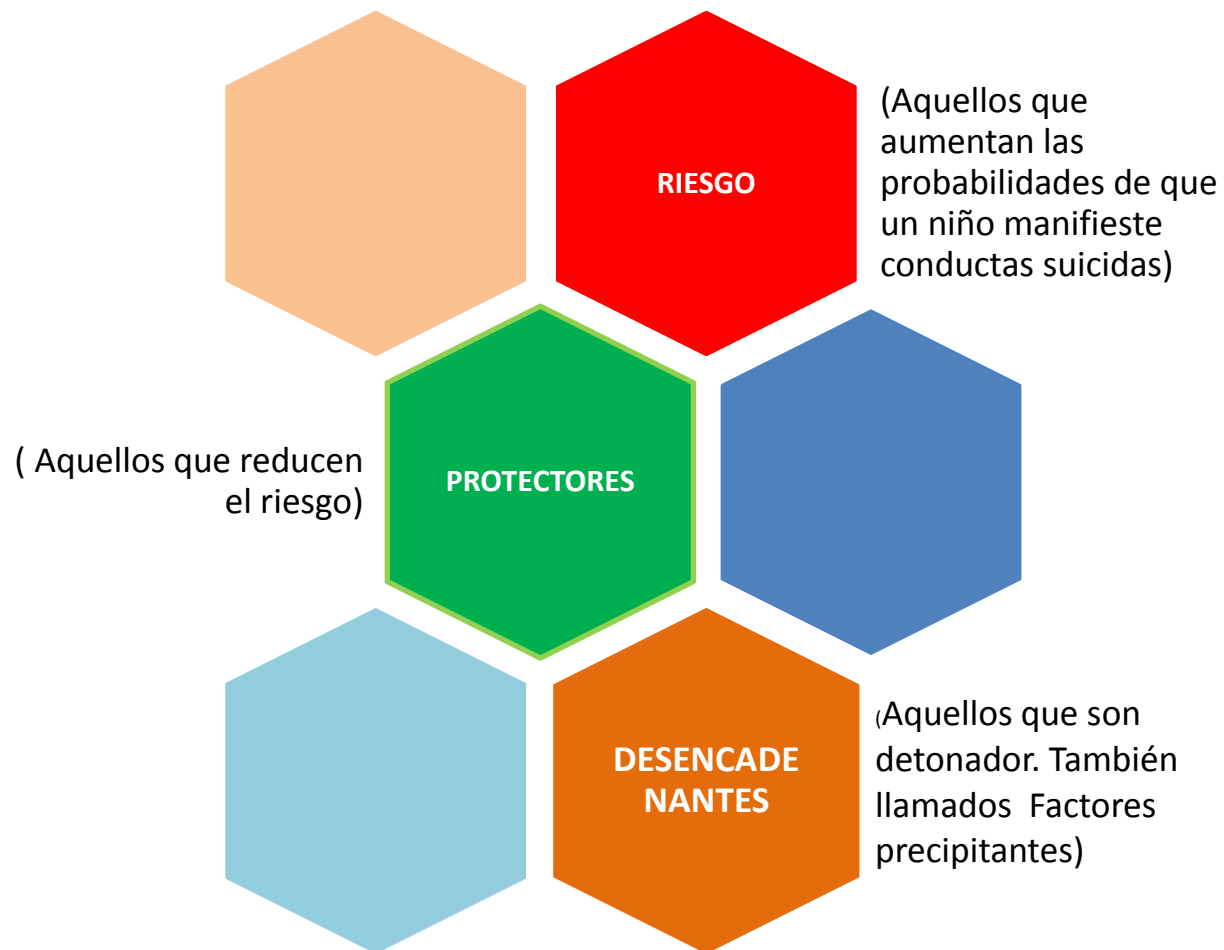 RIESGO
(Aquellos que
aumentan las
probabilidades de que
un niño manifieste
conductas suicidas)
( Aquellos que reducen
el riesgo)
PROTECTORES
DESENCADE
NANTES
(Aquellos que son
detonador. También
llamados  Factores
precipitantes)